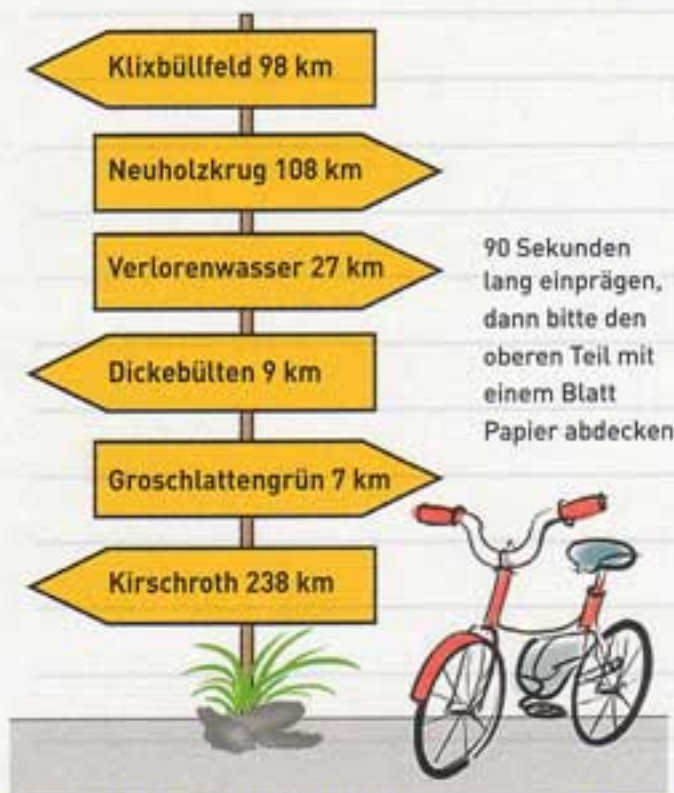 Klixbüllfeld 98 km
Neuholzkrug 108 km
Verlorenwasser 27 km
Dickebülten 9 km
Groschlattengrün 7 km
Kirschroth 238 km
90 Sekunden
lang einprägen,
dann bitte den
oberen Teil mit
einem Blatt
Papier abdecken